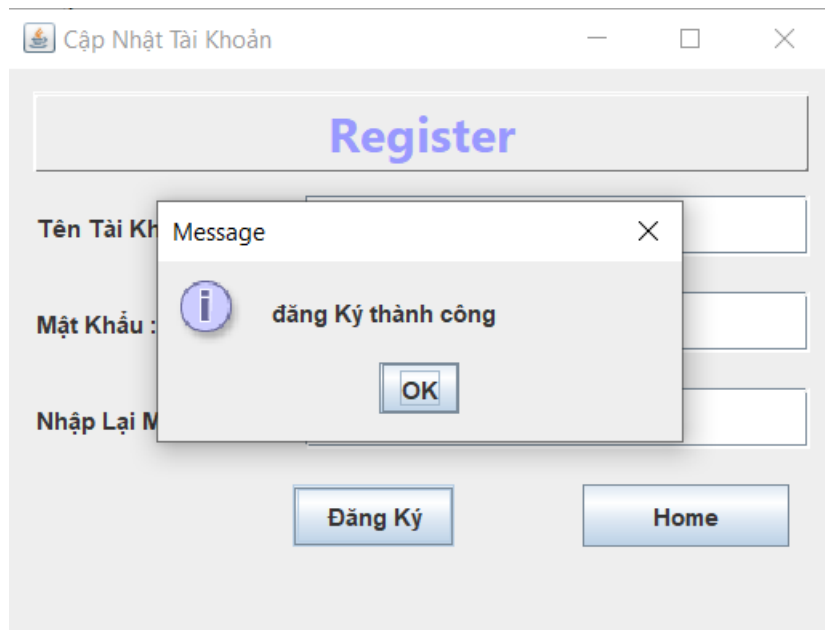 Cập Nhật Tài Khoản
Register
Tên Tài Kh
Message
đăng Ký thành công
Mật Khẩu :
OK
Nhập Lại M
Đăng Ký
Home